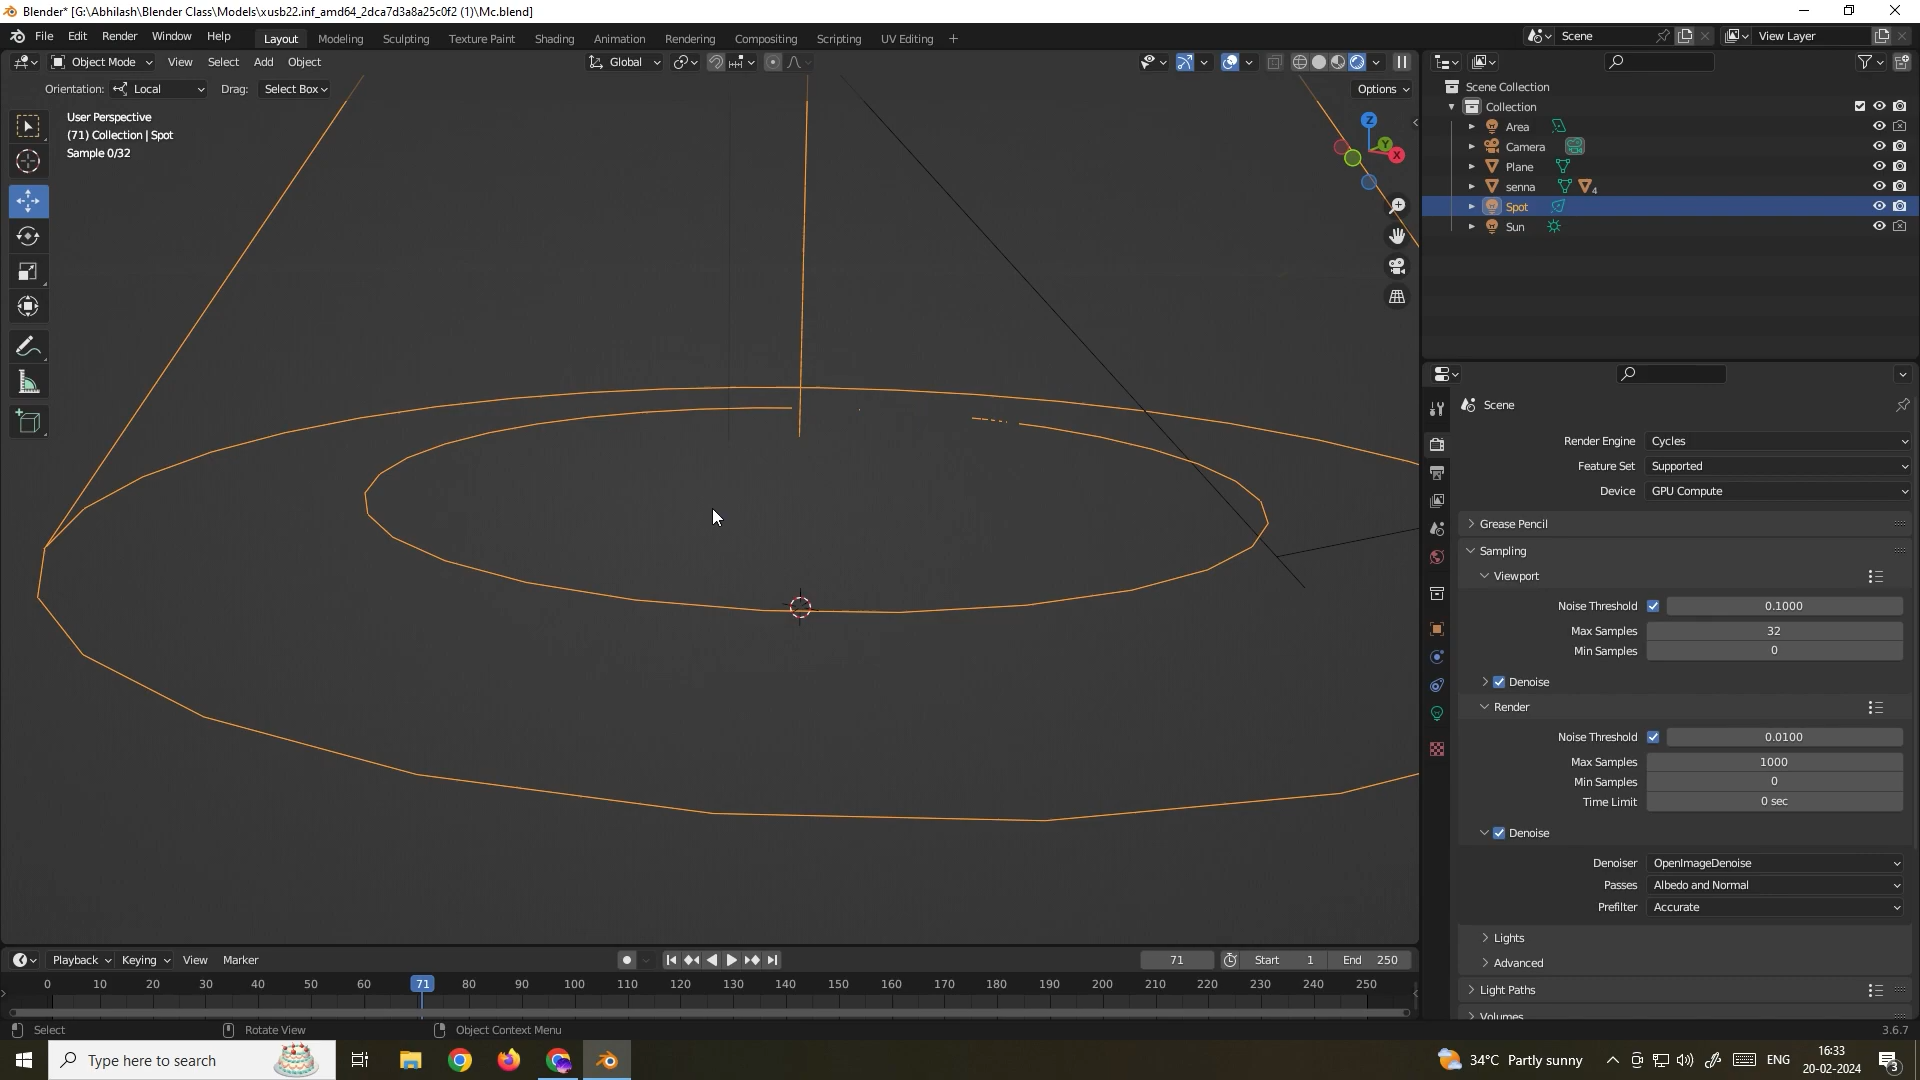 Blender* [G:\Abhilash\Blender Class\Models\xusb22.inf_amd64_2dca7d3a8a25c0f2 (1)\Mc.blend]
File Edit Render Window Help Layout Modeling Sculpting Texture Paint UV Editing Shading Animation Rendering Compositing Scripting + Scene View Layer
Object Mode View Select Add Object Global
Orientation: Local Drag: Select Box Options
User Perspective
(71) Collection | Spot
Sample 0/32
Z
Y
X
Scene Collection
Collection
Area
Camera
Plane
senna 4
Spot
Sun
Scene
Render Engine Cycles
Feature Set Supported
Device GPU Compute
Grease Pencil
Sampling
Viewport
Noise Threshold 0.1000
Max Samples 32
Min Samples 0
Denoise
Render
Noise Threshold 0.0100
Max Samples 1000
Min Samples 0
Time Limit 0 sec
Denoise
Denoiser OpenImageDenoise
Passes Albedo and Normal
Prefilter Accurate
Lights
Advanced
Light Paths
Volumes
Playback Keying View Marker 71 Start 1 End 250
0 10 20 30 40 50 60 71 80 90 100 110 120 130 140 150 160 170 180 190 200 210 220 230 240 250
Select Rotate View Object Context Menu 3.6.7
Type here to search 34°C Partly sunny ENG 16:33
20-02-2024 3